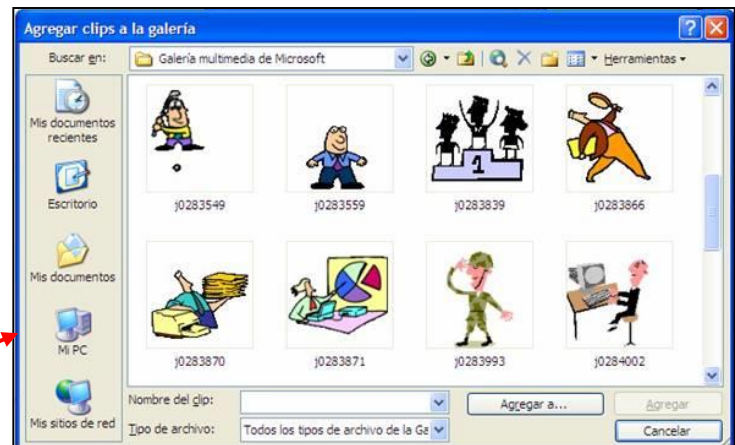 Agregar clips a la galería
Buscar en:
Galería multimedia de Microsoft
Herramientas
Mis documentos
recientes
Escritorio
Mis documentos
Mi PC
Mis sitios de red
j0283549
j0283559
j0283839
j0283866
1
j0283870
j0283871
j0283993
j0284002
Nombre del clip:
Agregar a...
Agregar
Tipo de archivo:
Todos los tipos de archivo de la Ga
Cancelar